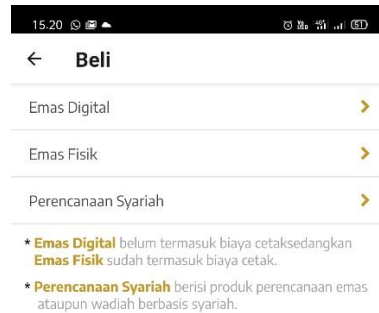 15.20
Beli
Emas Digital
Emas Fisik
Perencanaan Syariah
* Emas Digital belum termasuk biaya cetaksedangkan
Emas Fisik sudah termasuk biaya cetak.
* Perencanaan Syariah berisi produk perencanaan emas
ataupun wadiah berbasis syariah.